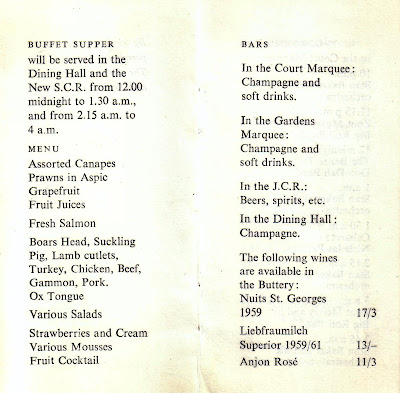 BUFFET SUPPER
will be served in the
Dining Hall and the
New S.C.R. from 12.00
midnight to 1.30 a.m.,
and from 2.15 a.m. to
4 a.m.
MENU
Assorted Canapes
Prawns in Aspic
Grapefruit
Fruit Juices
Fresh Salmon
Boars Head, Suckling
Pig, Lamb cutlets,
Turkey, Chicken, Beef,
Gammon, Pork.
Ox Tongue
Various Salads
Strawberries and Cream
Various Mousses
Fruit Cocktail
BARS
In the Court Marquee:
Champagne and
soft drinks.
In the Gardens
Marquee:
Champagne and
soft drinks.
In the J.C.R.:
Beers, spirits, etc.
In the Dining Hall:
Champagne.
The following wines
are available in
the Buttery:
Nuits St. Georges
1959 17/3
Liebfraumilch
Superior 1959/61 13/–
Anjon Rosé 11/3